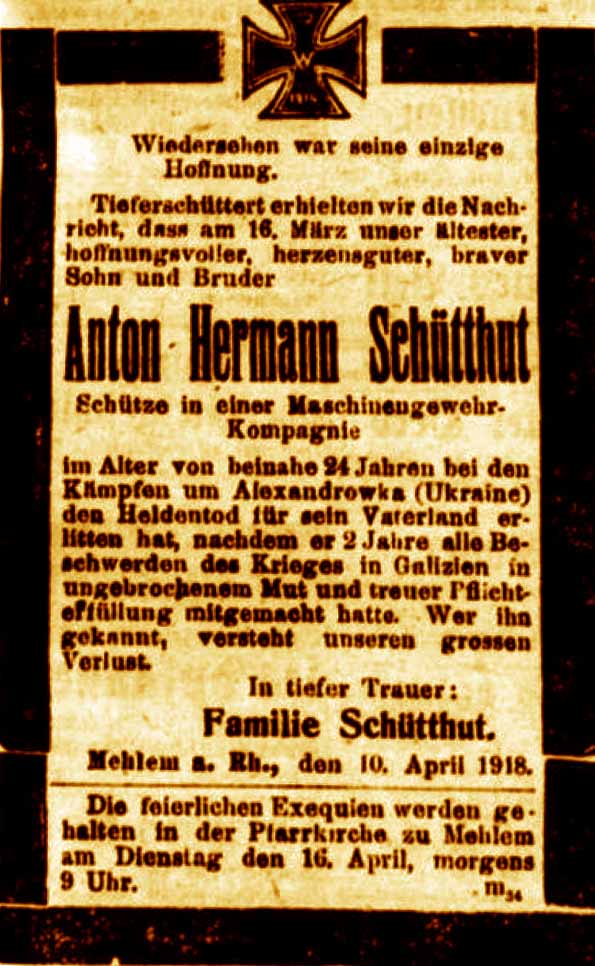 W
1914
Wiedersehen war seine einzige
Hoffnung.
Tieferschüttert erhielten wir die Nach-
richt, dass am 16. März unser ältester,
hoffnungsvoller, herzensguter, braver
Sohn und Bruder
Anton Hermann Schütthut
Schütze in einer Maschinengewehr-
Kompagnie
im Alter von beinahe 24 Jahren bei den
Kämpfen um Alexandrowka (Ukraine)
den Heldentod für sein Vaterland er-
litten hat, nachdem er 2 Jahre alle Be-
schwerden des Krieges in Galizien in
ungebrochenem Mut und treuer Pflicht-
erfüllung mitgemacht hatte. Wer ihn
gekannt, versteht unseren grossen
Verlust.
In tiefer Trauer:
Familie Schütthut.
Mehlem a. Rh., den 10. April 1918.
Die feierlichen Exequien werden ge-
halten in der Pfarrkirche zu Mehlem
am Dienstag den 16. April, morgens
9 Uhr. m34